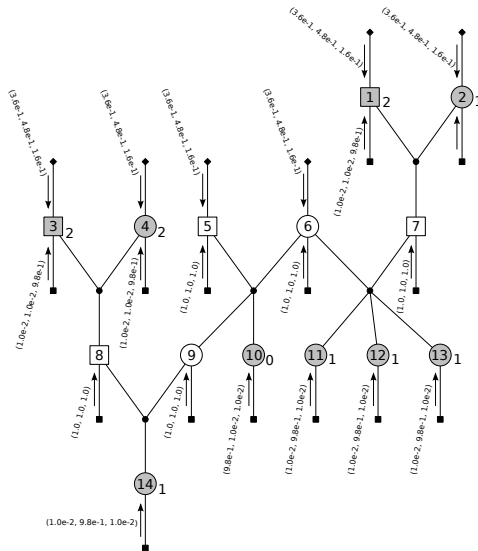 (3.6e-1, 4.8e-1, 1.6e-1)
(3.6e-1, 4.8e-1, 1.6e-1)
1 2
2 1
(1.0e-2, 1.0e-2, 9.8e-1)
(3.6e-1, 4.8e-1, 1.6e-1)
(3.6e-1, 4.8e-1, 1.6e-1)
(3.6e-1, 4.8e-1, 1.6e-1)
(3.6e-1, 4.8e-1, 1.6e-1)
3 2
4 2
5
6
7
(1.0e-2, 1.0e-2, 9.8e-1)
(1.0e-2, 1.0e-2, 9.8e-1)
(1.0, 1.0, 1.0)
(1.0, 1.0, 1.0)
(1.0, 1.0, 1.0)
8
9
10 0
11 1
12 1
13 1
(1.0, 1.0, 1.0)
(1.0, 1.0, 1.0)
(9.8e-1, 1.0e-2, 1.0e-2)
(1.0e-2, 9.8e-1, 1.0e-2)
(1.0e-2, 9.8e-1, 1.0e-2)
(1.0e-2, 9.8e-1, 1.0e-2)
14 1
(1.0e-2, 9.8e-1, 1.0e-2)